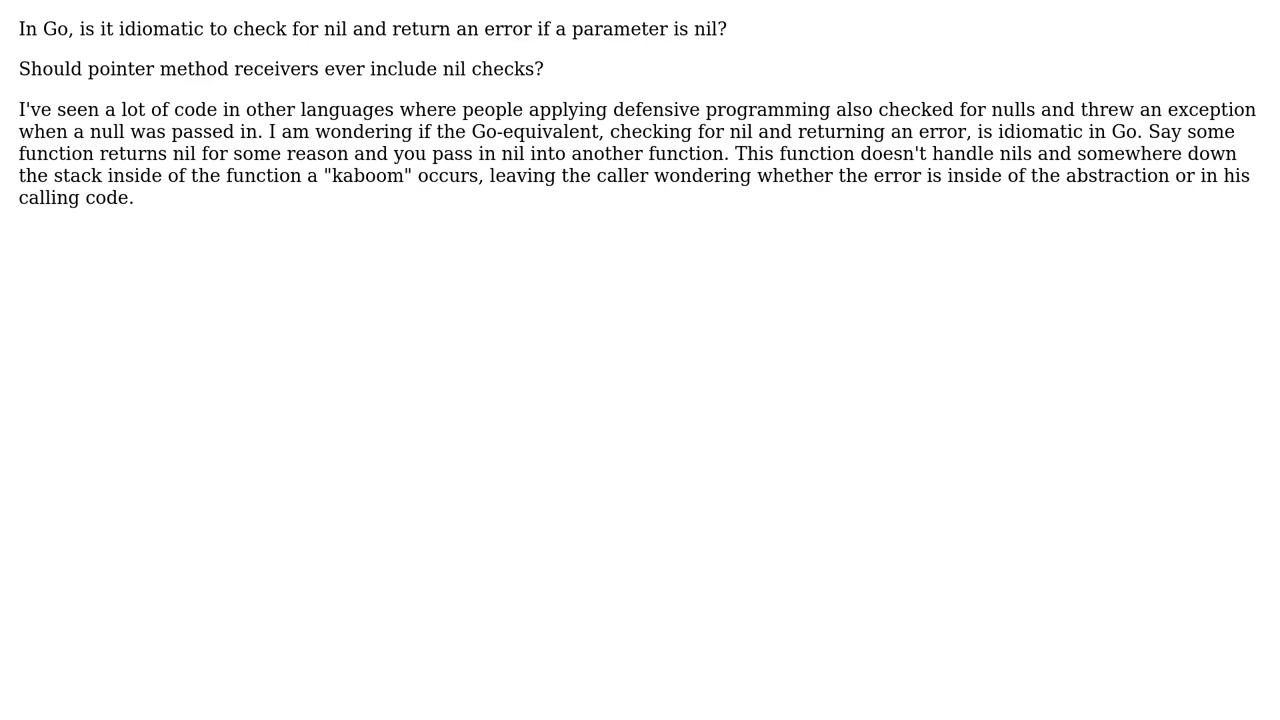 In Go, is it idiomatic to check for nil and return an error if a parameter is nil?
Should pointer method receivers ever include nil checks?
I've seen a lot of code in other languages where people applying defensive programming also checked for nulls and threw an exception
when a null was passed in. I am wondering if the Go-equivalent, checking for nil and returning an error, is idiomatic in Go. Say some
function returns nil for some reason and you pass in nil into another function. This function doesn't handle nils and somewhere down
the stack inside of the function a "kaboom" occurs, leaving the caller wondering whether the error is inside of the abstraction or in his
calling code.